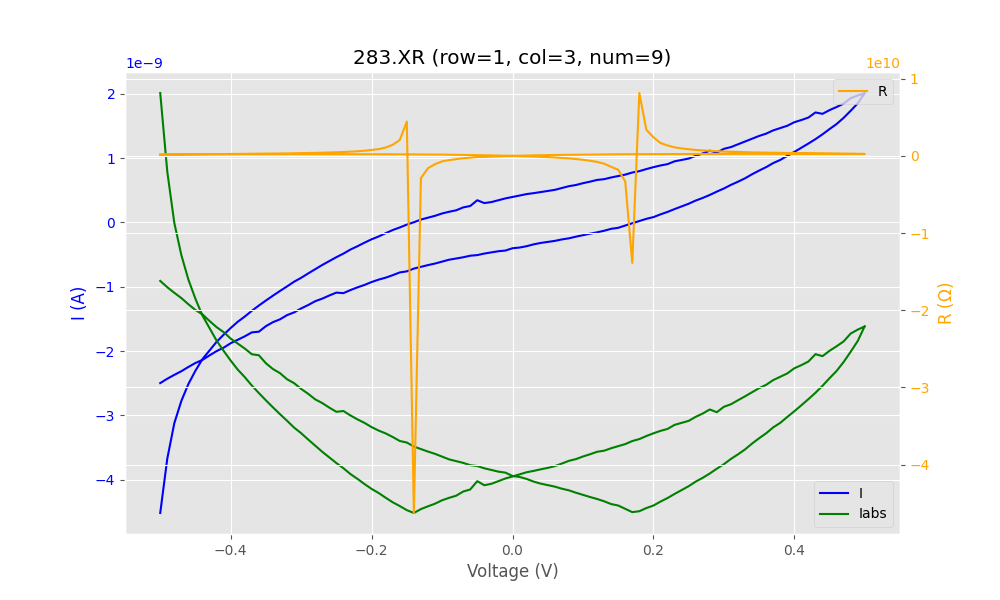 283.XR (row=1, col=3, num=9)
1e−9
1e10
2
1
0
−1
−2
−3
−4
I (A)
1
0
−1
−2
−3
−4
R (Ω)
R
I
Iabs
−0.4
−0.2
0.0
0.2
0.4
Voltage (V)